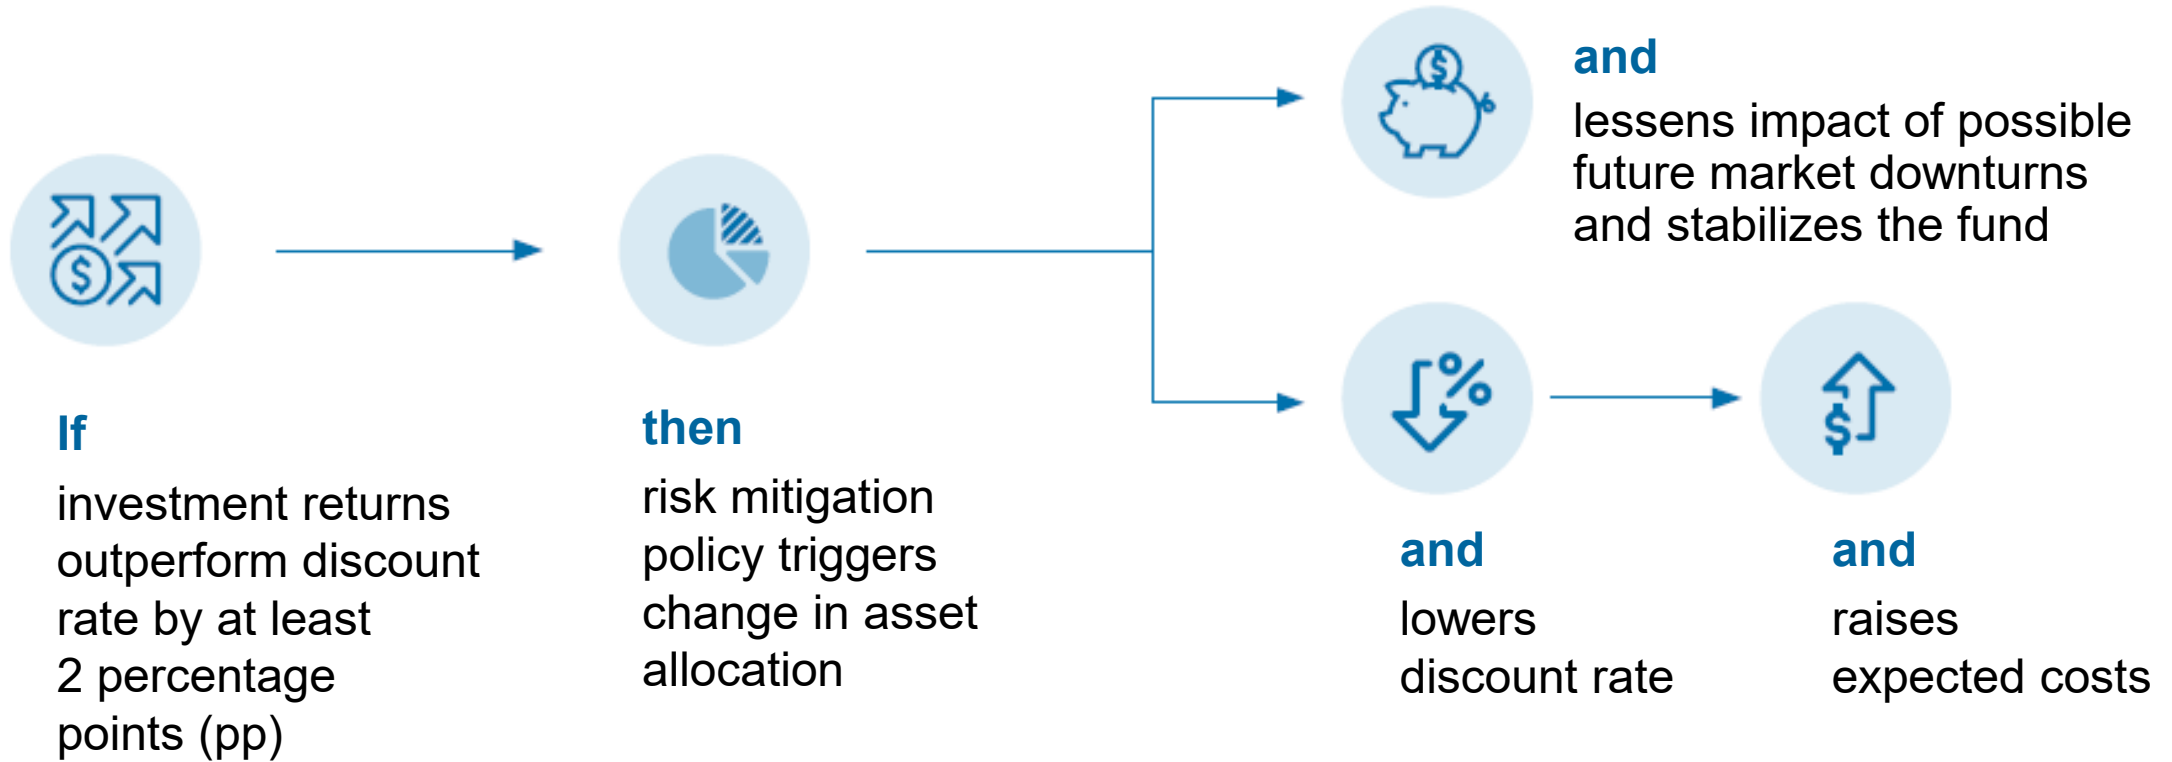 If
investment returns
outperform discount
rate by at least
2 percentage
points (pp)
then
risk mitigation
policy triggers
change in asset
allocation
and
lessens impact of possible
future market downturns
and stabilizes the fund
and
lowers
discount rate
and
raises
expected costs
$
$
%
$